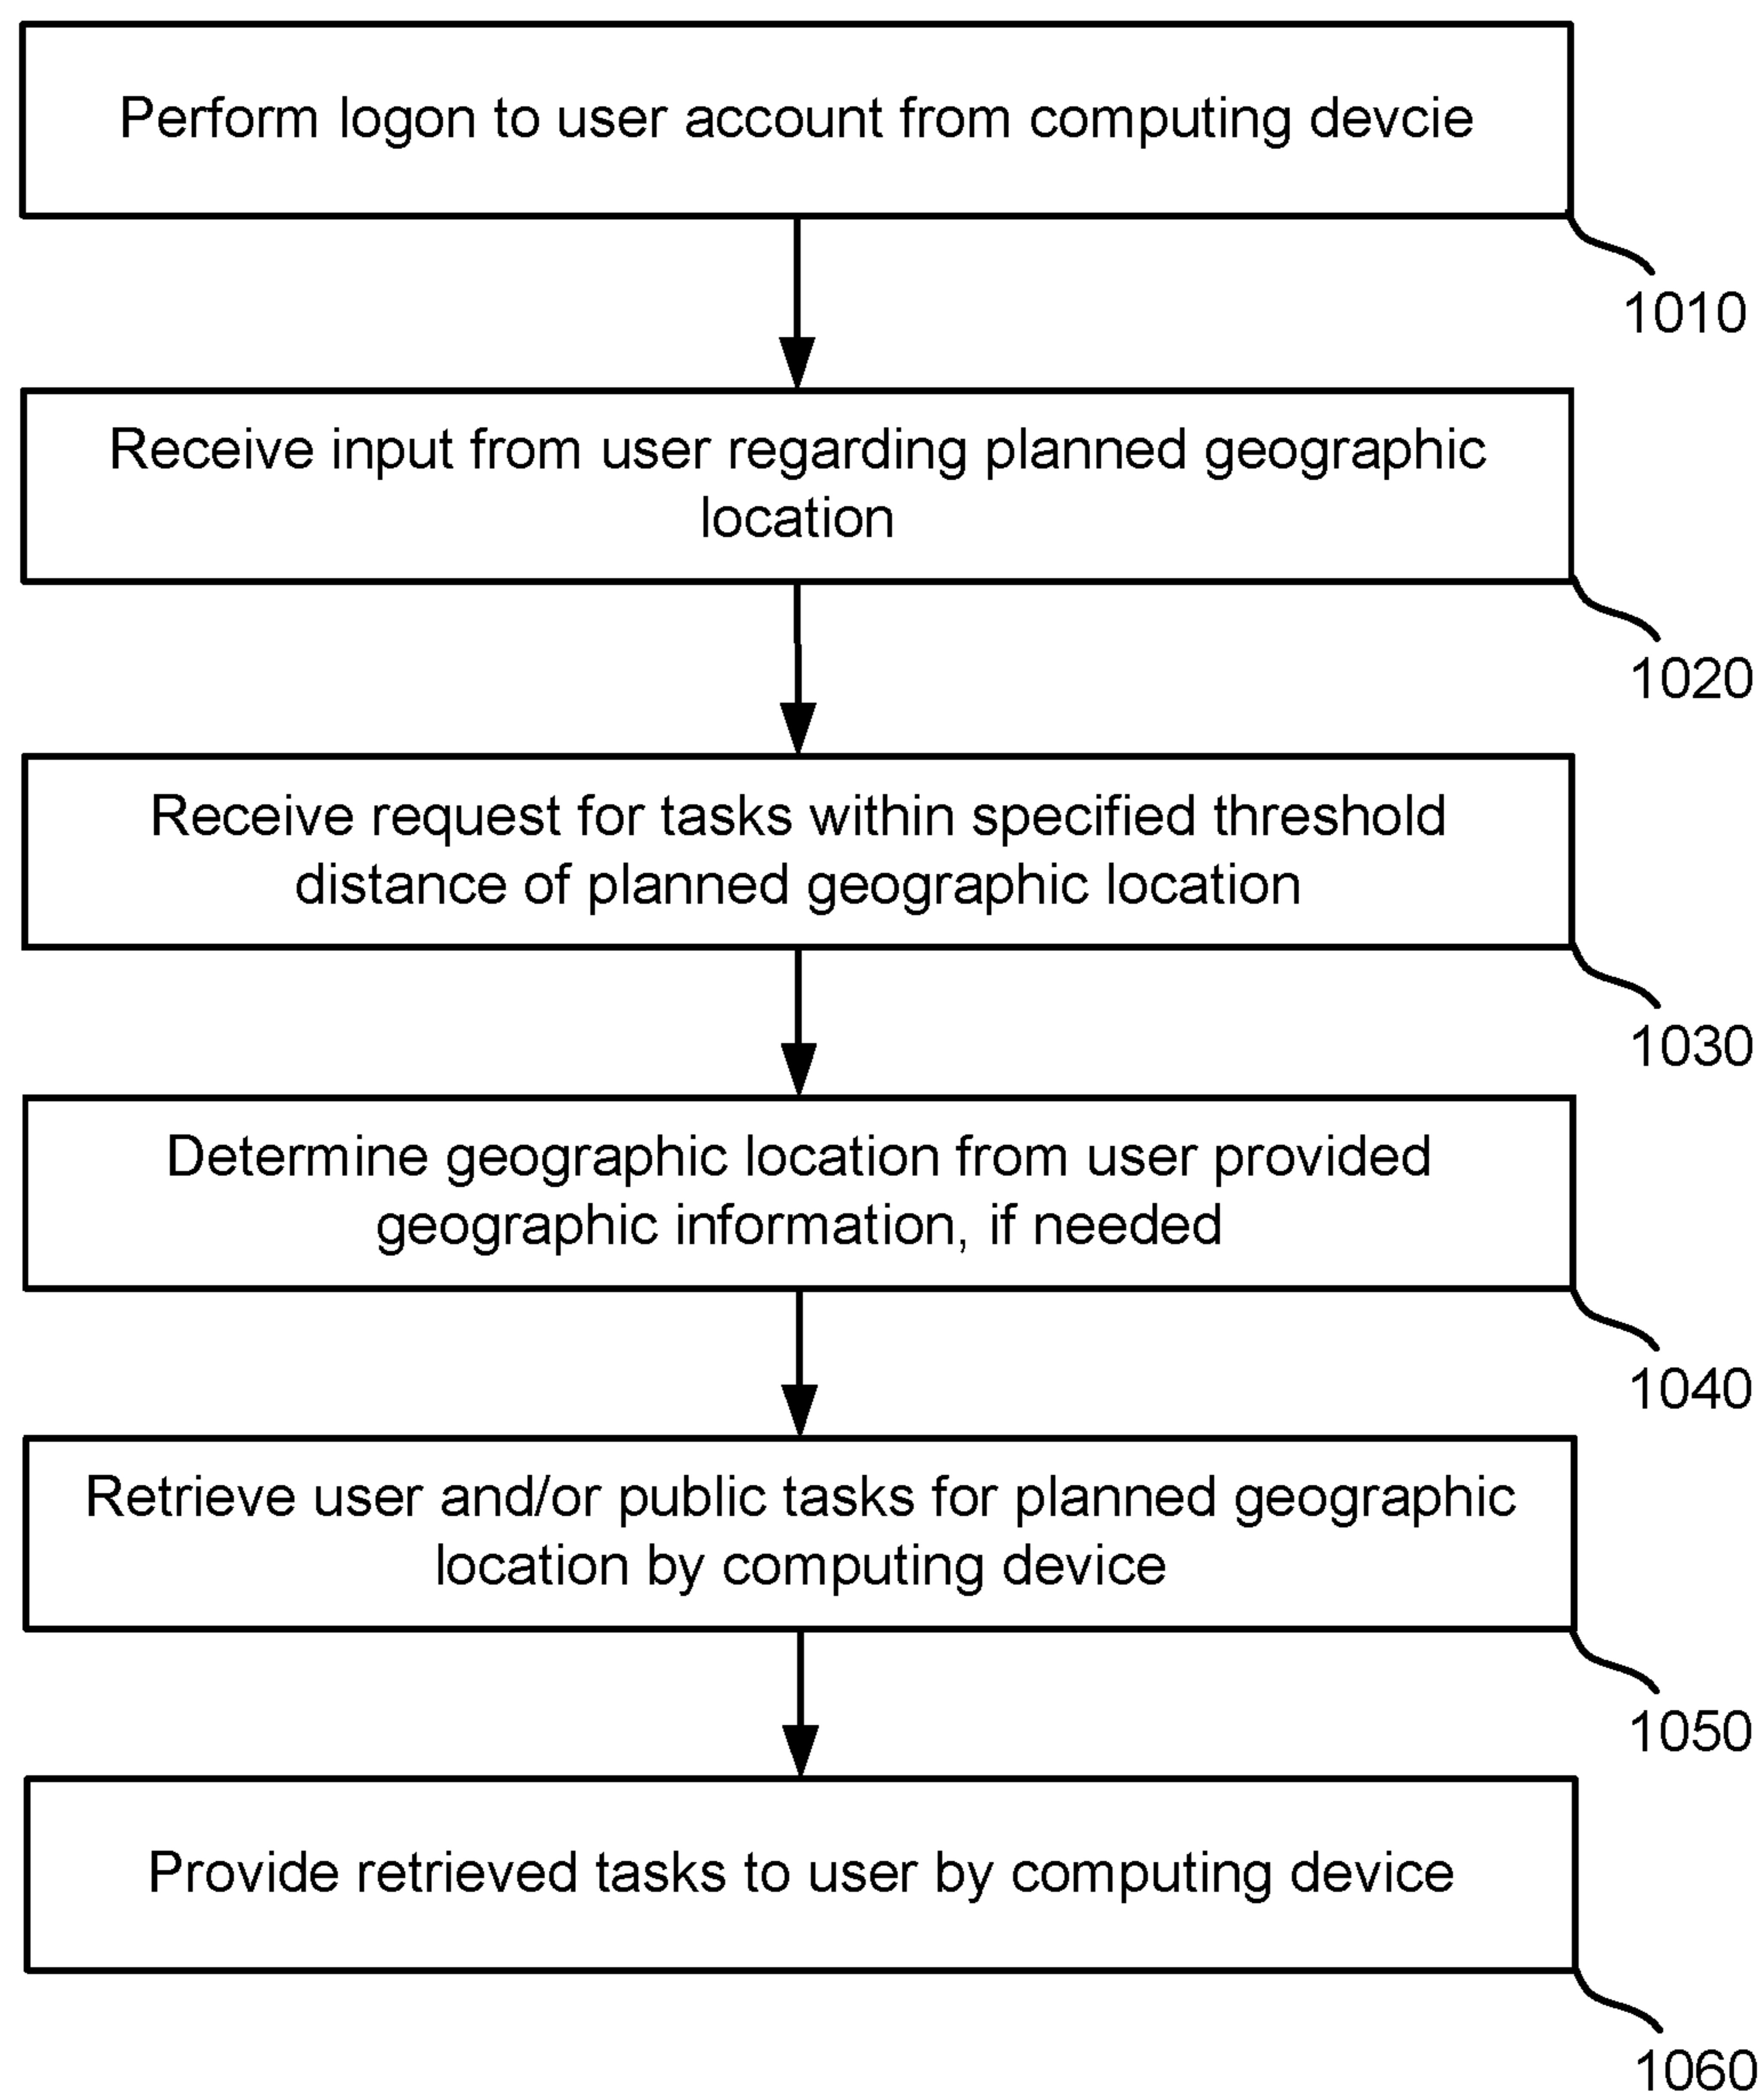 Perform logon to user account from computing devcie
1010
Receive input from user regarding planned geographic
location
1020
Receive request for tasks within specified threshold
distance of planned geographic location
1030
Determine geographic location from user provided
geographic information, if needed
1040
Retrieve user and/or public tasks for planned geographic
location by computing device
1050
Provide retrieved tasks to user by computing device
1060